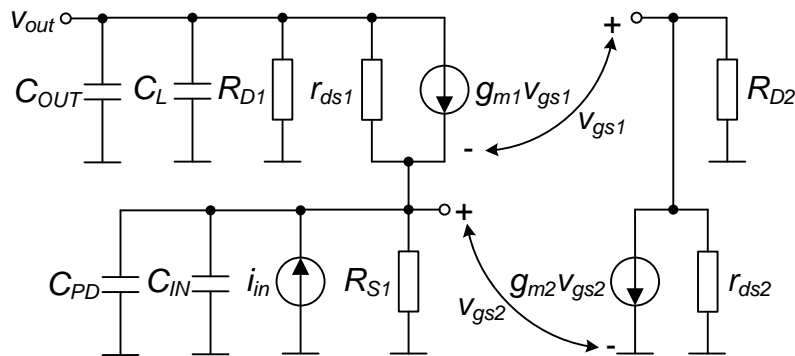 v_out +
C_OUT C_L R_D1 r_ds1 g_m1v_gs1 v_gs1 R_D2
-
+
C_PD C_IN i_in R_S1 v_gs2 g_m2v_gs2 r_ds2
-